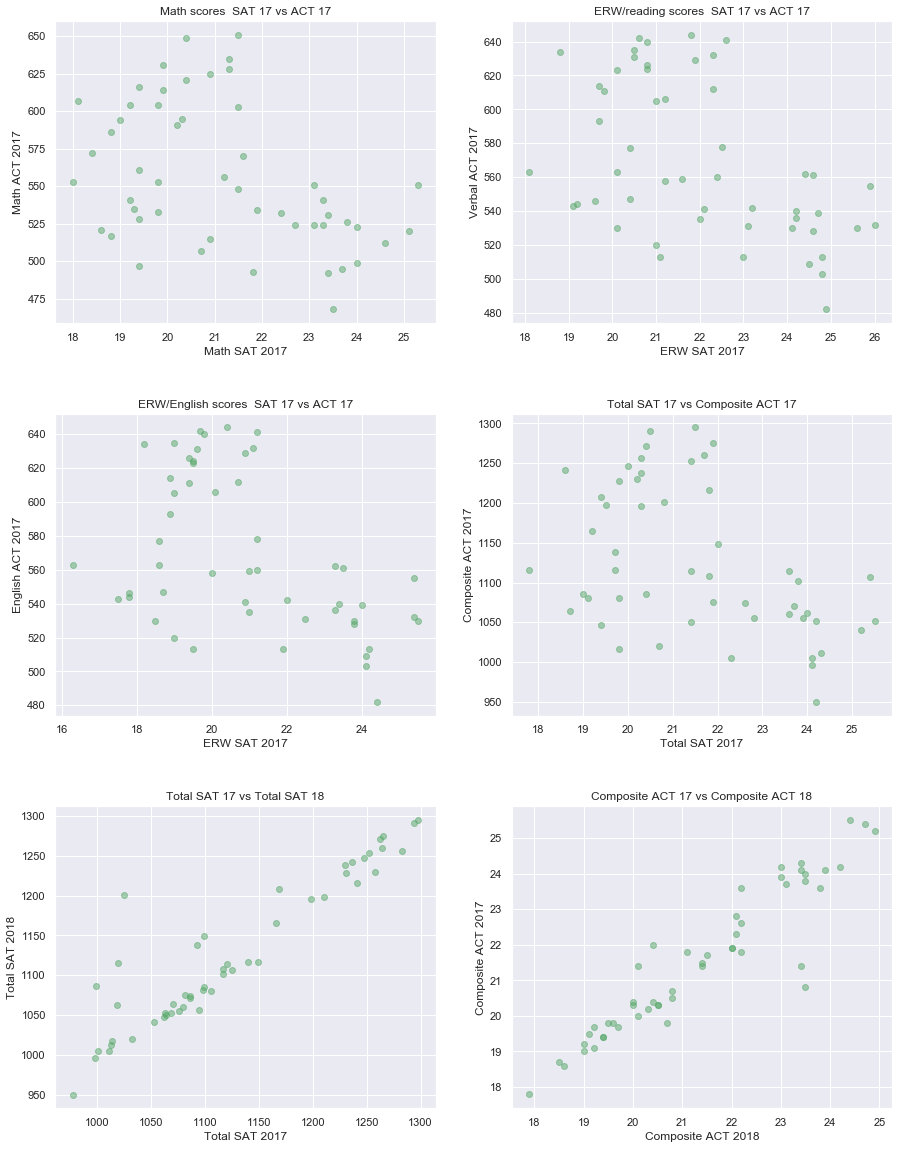 Math scores  SAT 17 vs ACT 17
650
625
600
575
550
525
500
475
Math ACT 2017
18 19 20 21 22 23 24 25
Math SAT 2017
ERW/reading scores  SAT 17 vs ACT 17
640
620
600
580
560
540
520
500
480
Verbal ACT 2017
18 19 20 21 22 23 24 25 26
ERW SAT 2017
ERW/English scores  SAT 17 vs ACT 17
640
620
600
580
560
540
520
500
480
English ACT 2017
16 18 20 22 24
ERW SAT 2017
Total SAT 17 vs Composite ACT 17
1300
1250
1200
1150
1100
1050
1000
950
Composite ACT 2017
18 19 20 21 22 23 24 25
Total SAT 2017
Total SAT 17 vs Total SAT 18
1300
1250
1200
1150
1100
1050
1000
950
Total SAT 2018
1000 1050 1100 1150 1200 1250 1300
Total SAT 2017
Composite ACT 17 vs Composite ACT 18
25
24
23
22
21
20
19
18
Composite ACT 2017
18 19 20 21 22 23 24 25
Composite ACT 2018